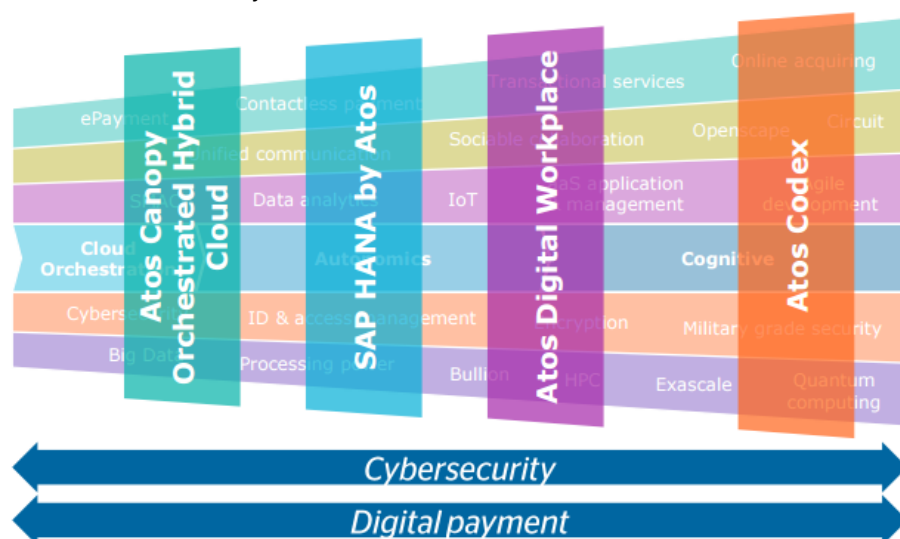 Online acquiring
Transactional services
Contactless payment
ePayment
Circuit
Openscape
Sociable collaboration
Unified communication
Agile
development
application
management
IoT
Data analytics
Cloud
Orchestration
Autonomics
Cognitive
Cybersecurity
ID & access management
Encryption
Military grade security
Big Data
Processing power
Bullion
HPC
Exascale
Quantum
computing
Atos Canopy
Orchestrated Hybrid
Cloud
SAP HANA by Atos
Atos Digital Workplace
Atos Codex
Cybersecurity
Digital payment